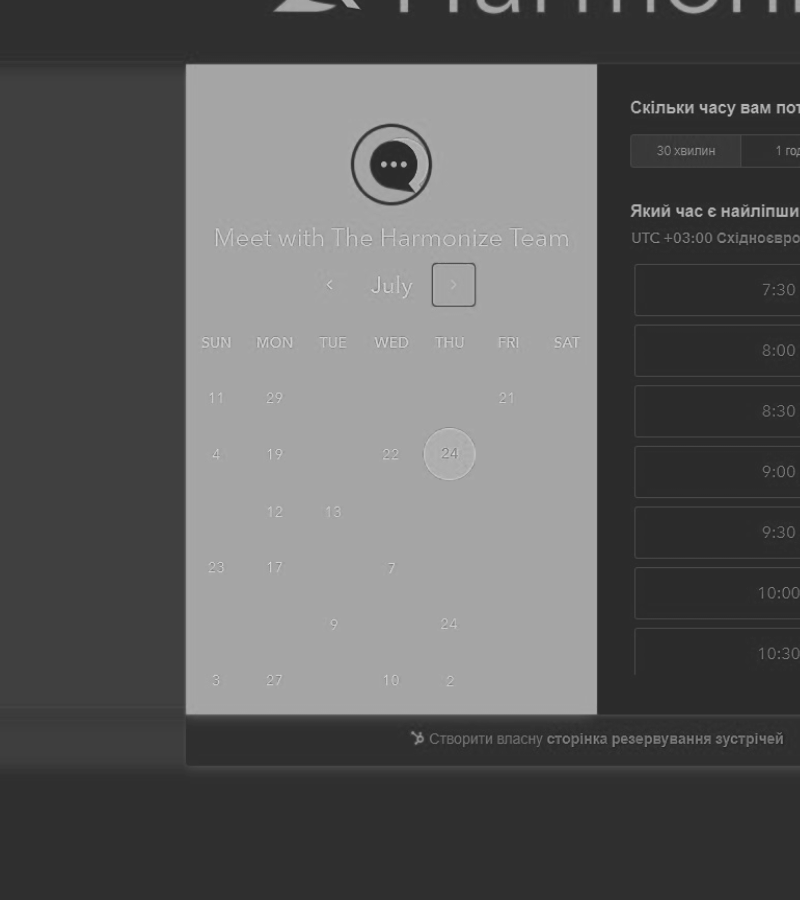 Harmoni
Meet with The Harmonize Team
July
SUN MON TUE WED THU FRI SAT
11 29 21
4 19 22 24
12 13
23 17 7
9 24
3 27 10 2
Скільки часу вам пот
30 хвилин 1 год
Який час є найліпши
UTC +03:00 Східноєвро
7:30
8:00
8:30
9:00
9:30
10:00
10:30
Створити власну сторінка резервування зустрічей